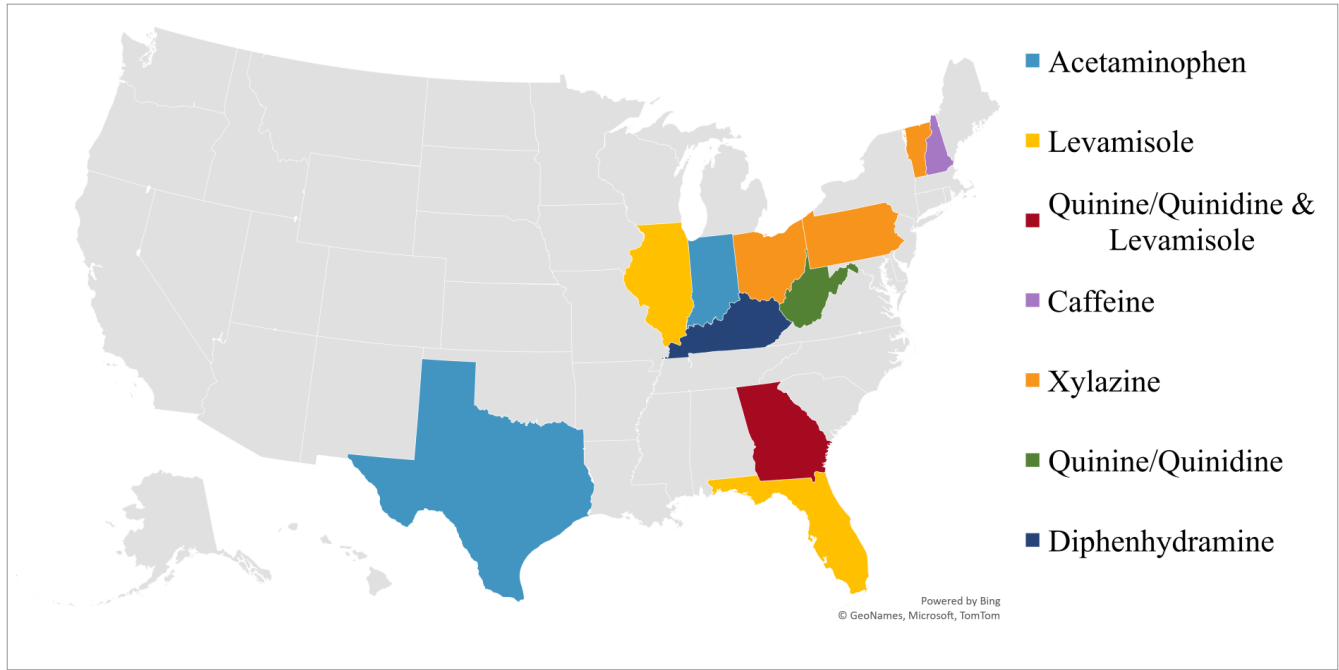 Acetaminophen
Levamisole
Quinine/Quinidine &
Levamisole
Caffeine
Xylazine
Quinine/Quinidine
Diphenhydramine
Powered by Bing
© GeoNames, Microsoft, TomTom